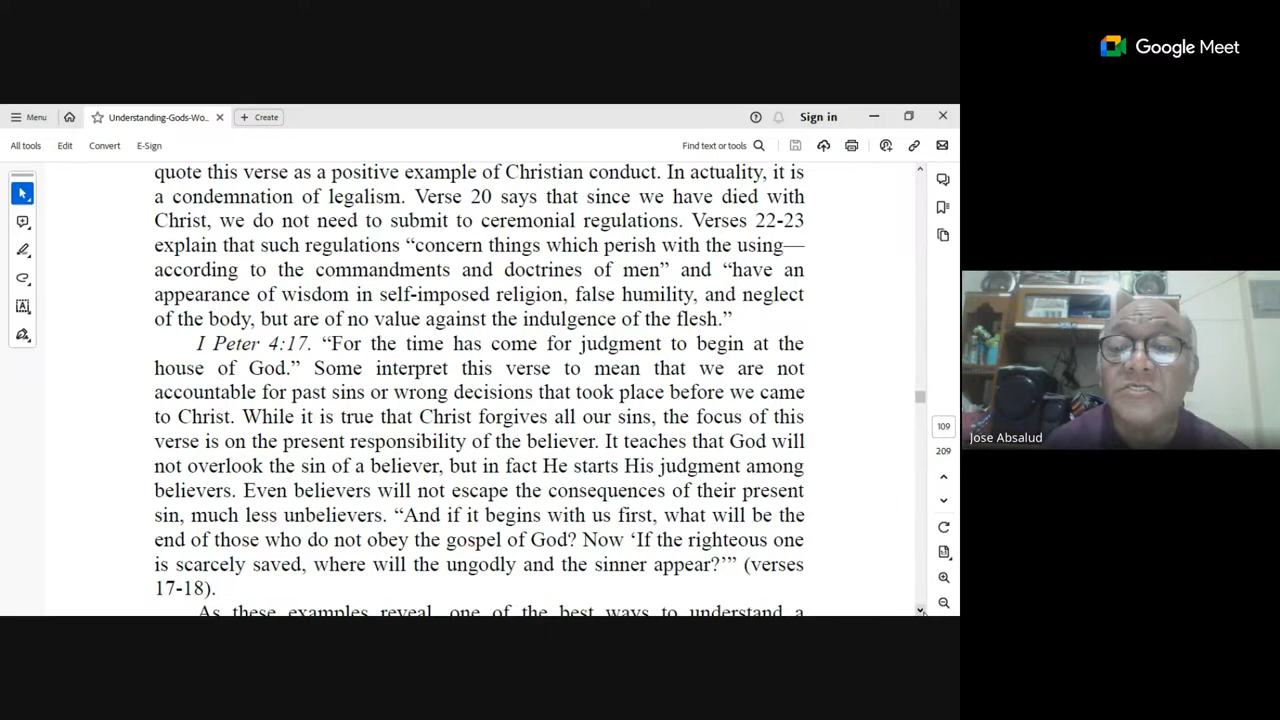 Google Meet
Menu
Understanding-Gods-Wo...
Create
Sign in
All tools
Edit
Convert
E-Sign
Find text or tools
quote this verse as a positive example of Christian conduct. In actuality, it is
a condemnation of legalism. Verse 20 says that since we have died with
Christ, we do not need to submit to ceremonial regulations. Verses 22-23
explain that such regulations “concern things which perish with the using—
according to the commandments and doctrines of men” and “have an
appearance of wisdom in self-imposed religion, false humility, and neglect
of the body, but are of no value against the indulgence of the flesh.”
I Peter 4:17. “For the time has come for judgment to begin at the
house of God.” Some interpret this verse to mean that we are not
accountable for past sins or wrong decisions that took place before we came
to Christ. While it is true that Christ forgives all our sins, the focus of this
verse is on the present responsibility of the believer. It teaches that God will
not overlook the sin of a believer, but in fact He starts His judgment among
believers. Even believers will not escape the consequences of their present
sin, much less unbelievers. “And if it begins with us first, what will be the
end of those who do not obey the gospel of God? Now ‘If the righteous one
is scarcely saved, where will the ungodly and the sinner appear?’” (verses
17-18).
As these examples reveal, one of the best ways to understand a
109
209
Jose Absalud